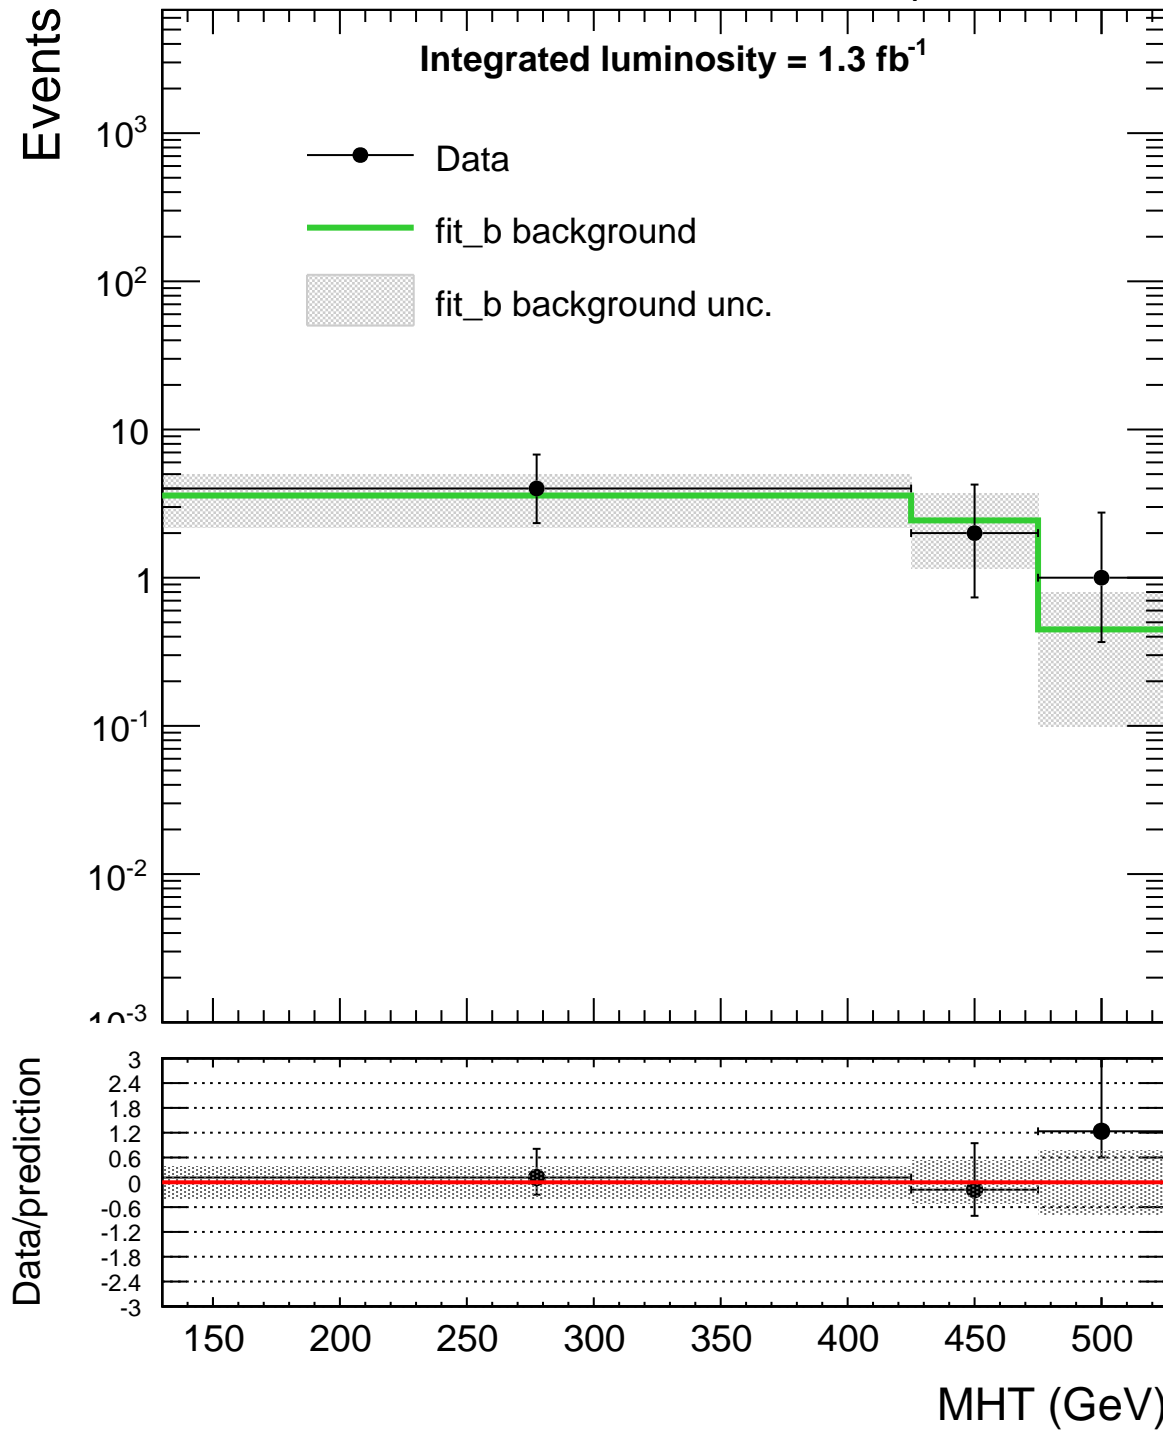 Events
Integrated luminosity = 1.3 fb⁻¹
Data
fit_b background
fit_b background unc.
10³
10²
10
1
10⁻¹
10⁻²
10⁻³
Data/prediction
3
2.4
1.8
1.2
0.6
0
-0.6
-1.2
-1.8
-2.4
-3
150 200 250 300 350 400 450 500
MHT (GeV)